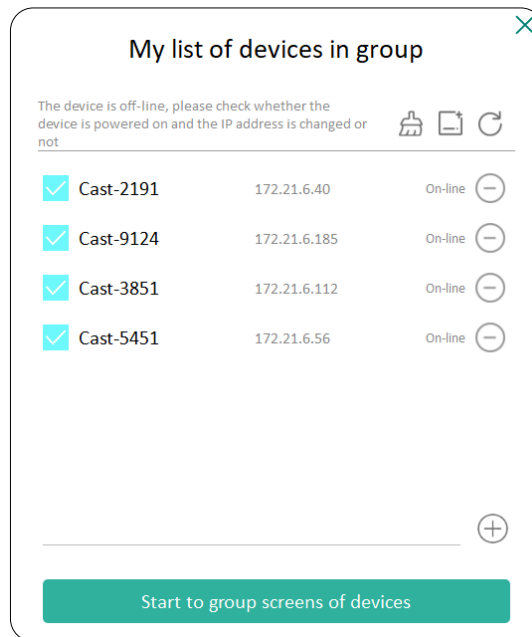 My list of devices in group
The device is off-line, please check whether the
device is powered on and the IP address is changed or
not
Cast-2191 172.21.6.40 On-line
Cast-9124 172.21.6.185 On-line
Cast-3851 172.21.6.112 On-line
Cast-5451 172.21.6.56 On-line
Start to group screens of devices